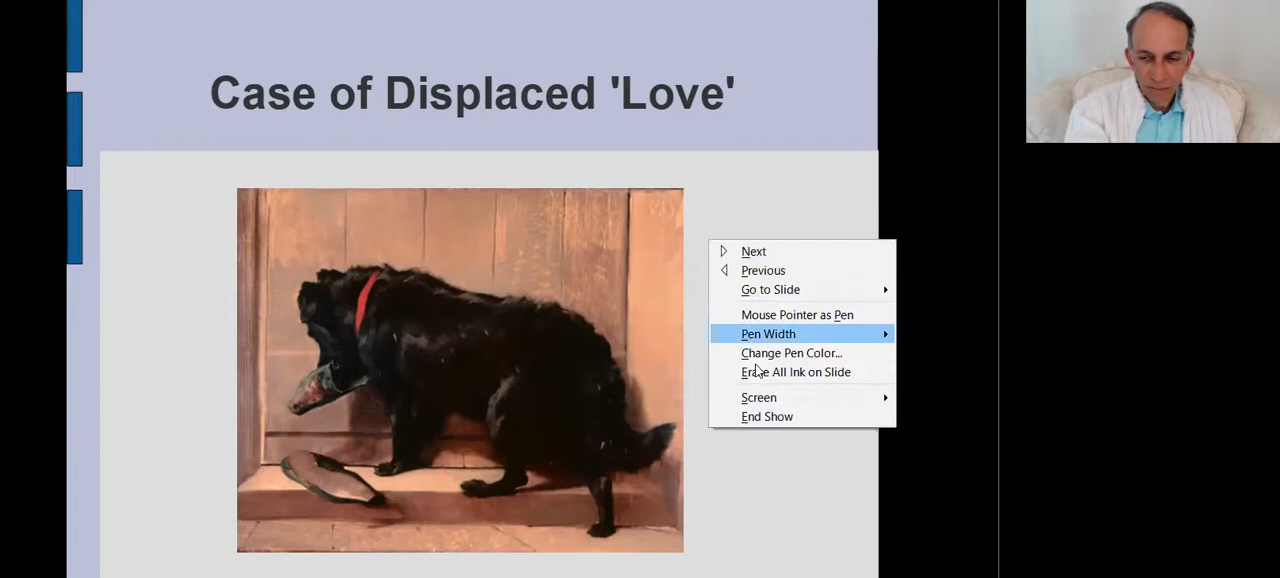 Case of Displaced 'Love'
Next
Previous
Go to Slide
Mouse Pointer as Pen
Pen Width
Change Pen Color...
Erase All Ink on Slide
Screen
End Show